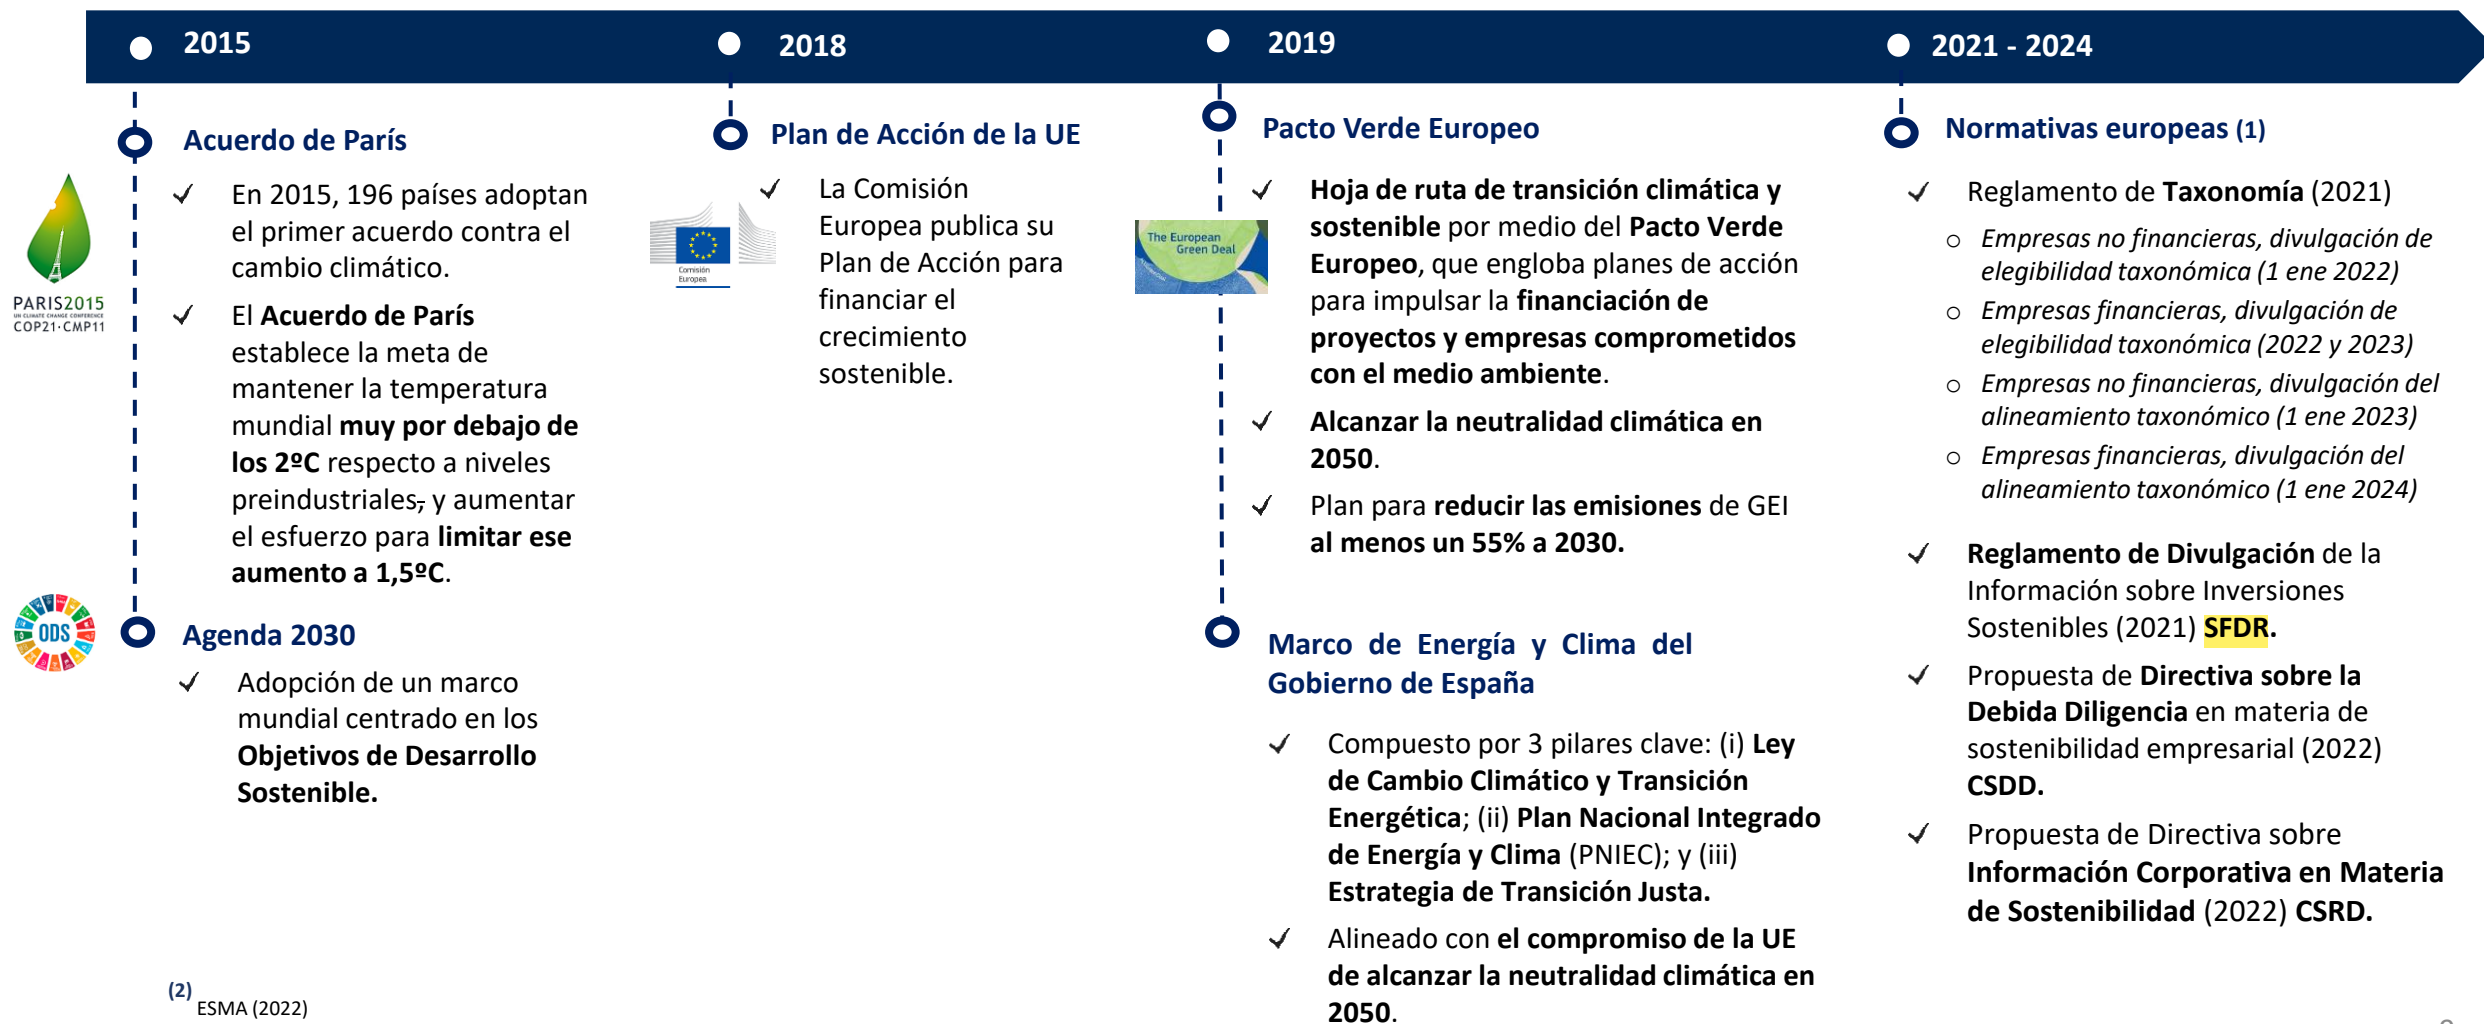 2015
2018
2019
2021 - 2024
Acuerdo de París
En 2015, 196 países adoptan
el primer acuerdo contra el
cambio climático.
El Acuerdo de París
establece la meta de
mantener la temperatura
mundial muy por debajo de
los 2ºC respecto a niveles
preindustriales, y aumentar
el esfuerzo para limitar ese
aumento a 1,5ºC.
PARIS2015
UN CLIMATE CHANGE CONFERENCE
COP21·CMP11
ODS
Agenda 2030
Adopción de un marco
mundial centrado en los
Objetivos de Desarrollo
Sostenible.
Plan de Acción de la UE
La Comisión
Europea publica su
Plan de Acción para
financiar el
crecimiento
sostenible.
Comisión
Europea
Pacto Verde Europeo
Hoja de ruta de transición climática y
sostenible por medio del Pacto Verde
Europeo, que engloba planes de acción
para impulsar la financiación de
proyectos y empresas comprometidos
con el medio ambiente.
Alcanzar la neutralidad climática en
2050.
Plan para reducir las emisiones de GEI
al menos un 55% a 2030.
The European
Green Deal
Marco de Energía y Clima del
Gobierno de España
Compuesto por 3 pilares clave: (i) Ley
de Cambio Climático y Transición
Energética; (ii) Plan Nacional Integrado
de Energía y Clima (PNIEC); y (iii)
Estrategia de Transición Justa.
Alineado con el compromiso de la UE
de alcanzar la neutralidad climática en
2050.
Normativas europeas (1)
Reglamento de Taxonomía (2021)
o Empresas no financieras, divulgación de
elegibilidad taxonómica (1 ene 2022)
o Empresas financieras, divulgación de
elegibilidad taxonómica (2022 y 2023)
o Empresas no financieras, divulgación del
alineamiento taxonómico (1 ene 2023)
o Empresas financieras, divulgación del
alineamiento taxonómico (1 ene 2024)
Reglamento de Divulgación de la
Información sobre Inversiones
Sostenibles (2021) SFDR.
Propuesta de Directiva sobre la
Debida Diligencia en materia de
sostenibilidad empresarial (2022)
CSDD.
Propuesta de Directiva sobre
Información Corporativa en Materia
de Sostenibilidad (2022) CSRD.
(2) ESMA (2022)